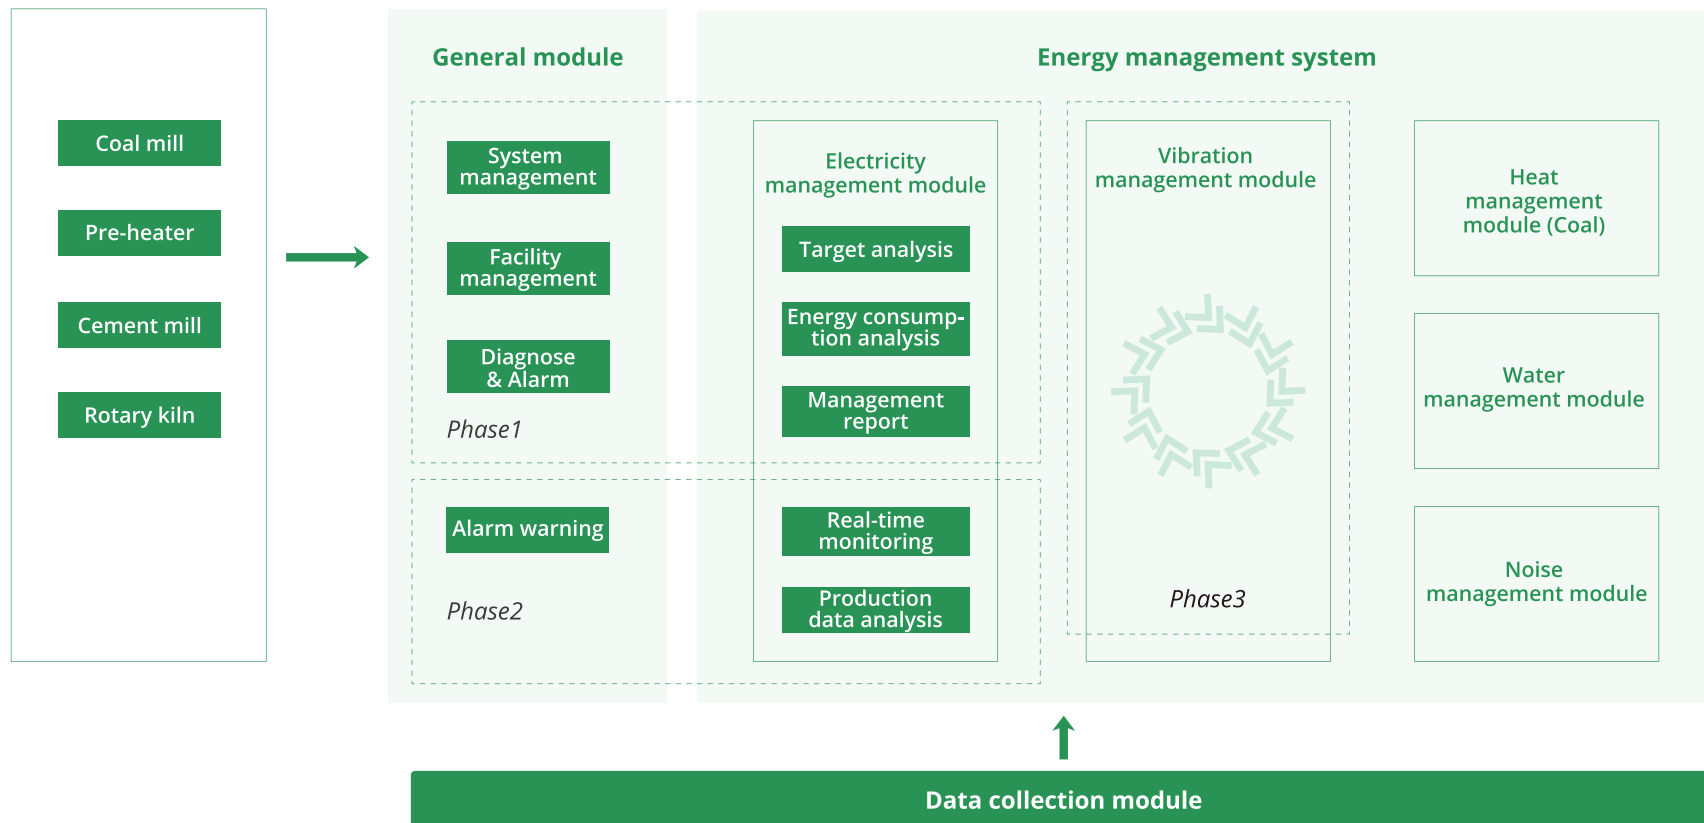 Coal mill
Pre-heater
Cement mill
Rotary kiln
General module
System
management
Facility
management
Diagnose
& Alarm
Phase1
Alarm warning
Phase2
Energy management system
Electricity
management module
Target analysis
Energy consump-
tion analysis
Management
report
Real-time
monitoring
Production
data analysis
Vibration
management module
Phase3
Heat
management
module (Coal)
Water
management module
Noise
management module
Data collection module